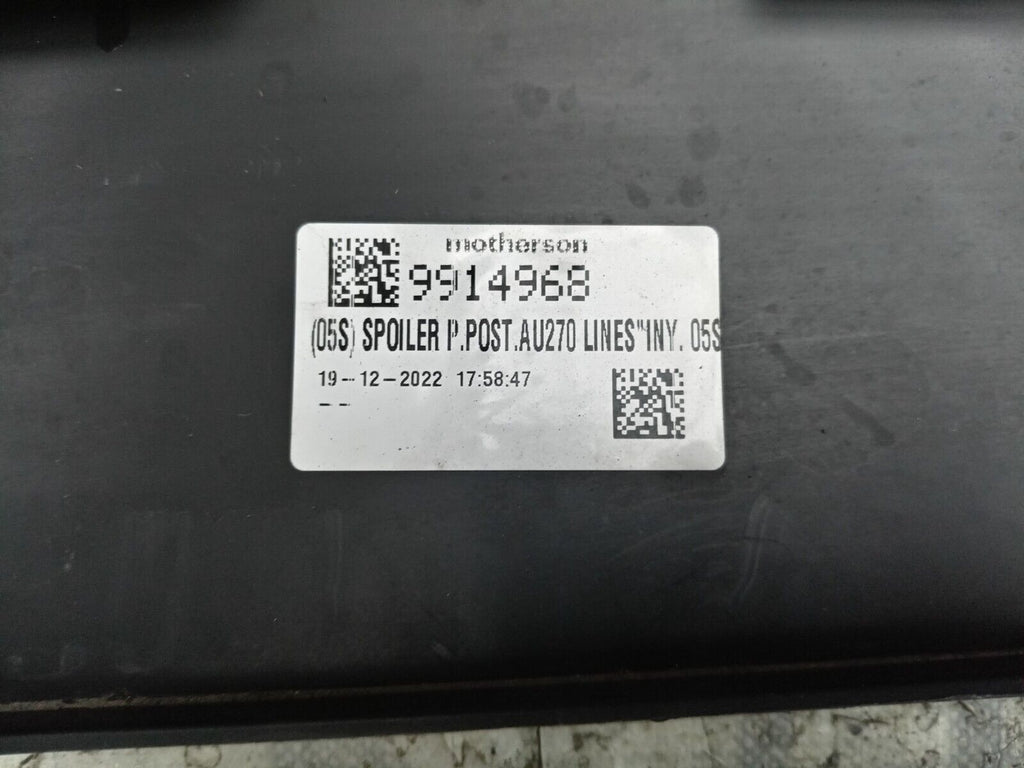 motherson
9914968
(05S) SPOILER P.POST.AU270 LINES"INY. 05S
19-12-2022 17:58:47
--